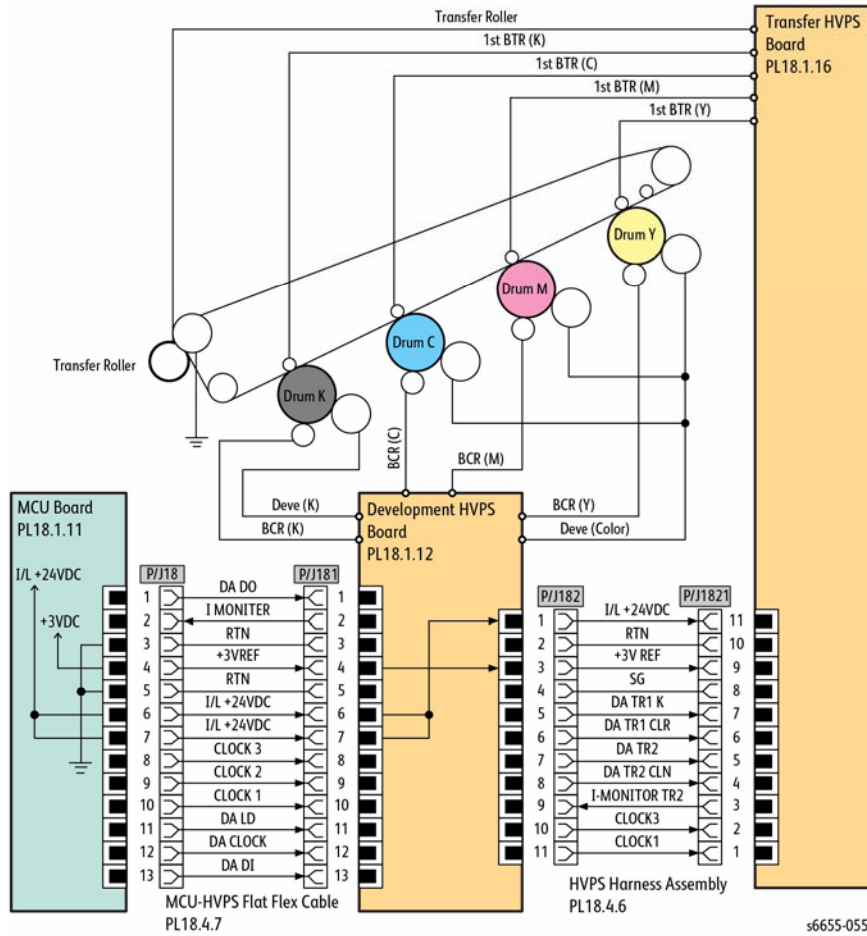 Transfer Roller
1st BTR (K)
1st BTR (C)
1st BTR (M)
1st BTR (Y)
Transfer HVPS
Board
PL18.1.16
Drum Y
Drum M
Drum C
Drum K
Transfer Roller
BCR (C)
BCR (M)
Deve (K)
BCR (K)
BCR (Y)
Deve (Color)
MCU Board
PL18.1.11
I/L +24VDC
+3VDC
Development HVPS
Board
PL18.1.12
P/J18
P/J181
1 DA DO 1
2 I MONITER 2
3 RTN 3
4 +3VREF 4
5 RTN 5
6 I/L +24VDC 6
7 I/L +24VDC 7
8 CLOCK 3 8
9 CLOCK 2 9
10 CLOCK 1 10
11 DA LD 11
12 DA CLOCK 12
13 DA DI 13
MCU-HVPS Flat Flex Cable
PL18.4.7
P/J182
P/J1821
1 I/L +24VDC 11
2 RTN 10
3 +3V REF 9
4 SG 8
5 DA TR1 K 7
6 DA TR1 CLR 6
7 DA TR2 5
8 DA TR2 CLN 4
9 I-MONITOR TR2 3
10 CLOCK3 2
11 CLOCK1 1
HVPS Harness Assembly
PL18.4.6
s6655-055